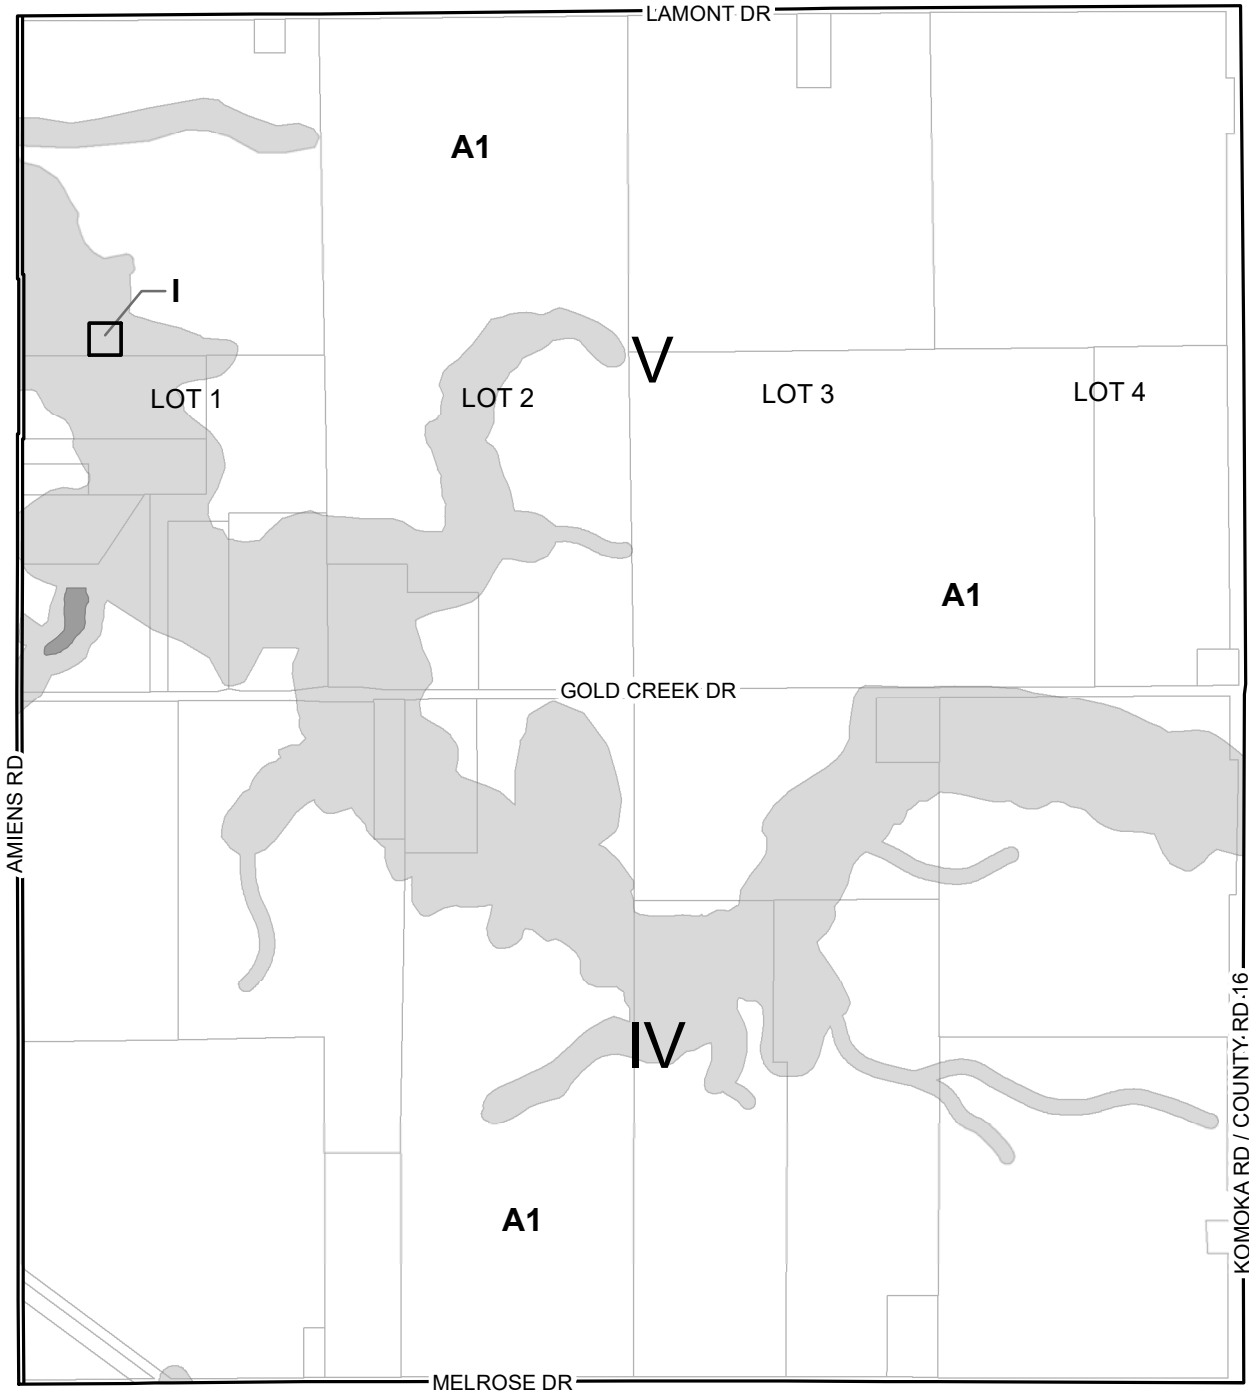 LAMONT DR
A1
I
V
LOT 1
LOT 2
LOT 3
LOT 4
A1
GOLD CREEK DR
AMIENS RD
IV
KOMOKA RD / COUNTY RD 16
A1
MELROSE DR